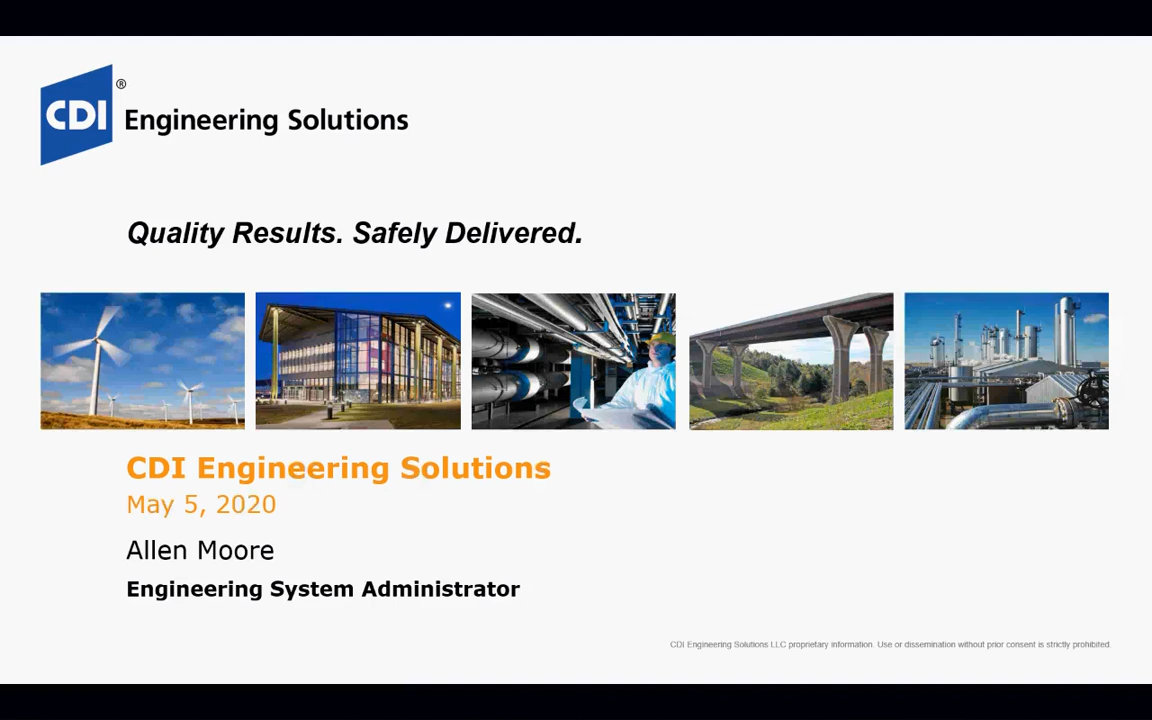 CDI®
Engineering Solutions
Quality Results. Safely Delivered.
CDI Engineering Solutions
May 5, 2020
Allen Moore
Engineering System Administrator
CDI Engineering Solutions LLC proprietary information. Use or dissemination without prior consent is strictly prohibited.